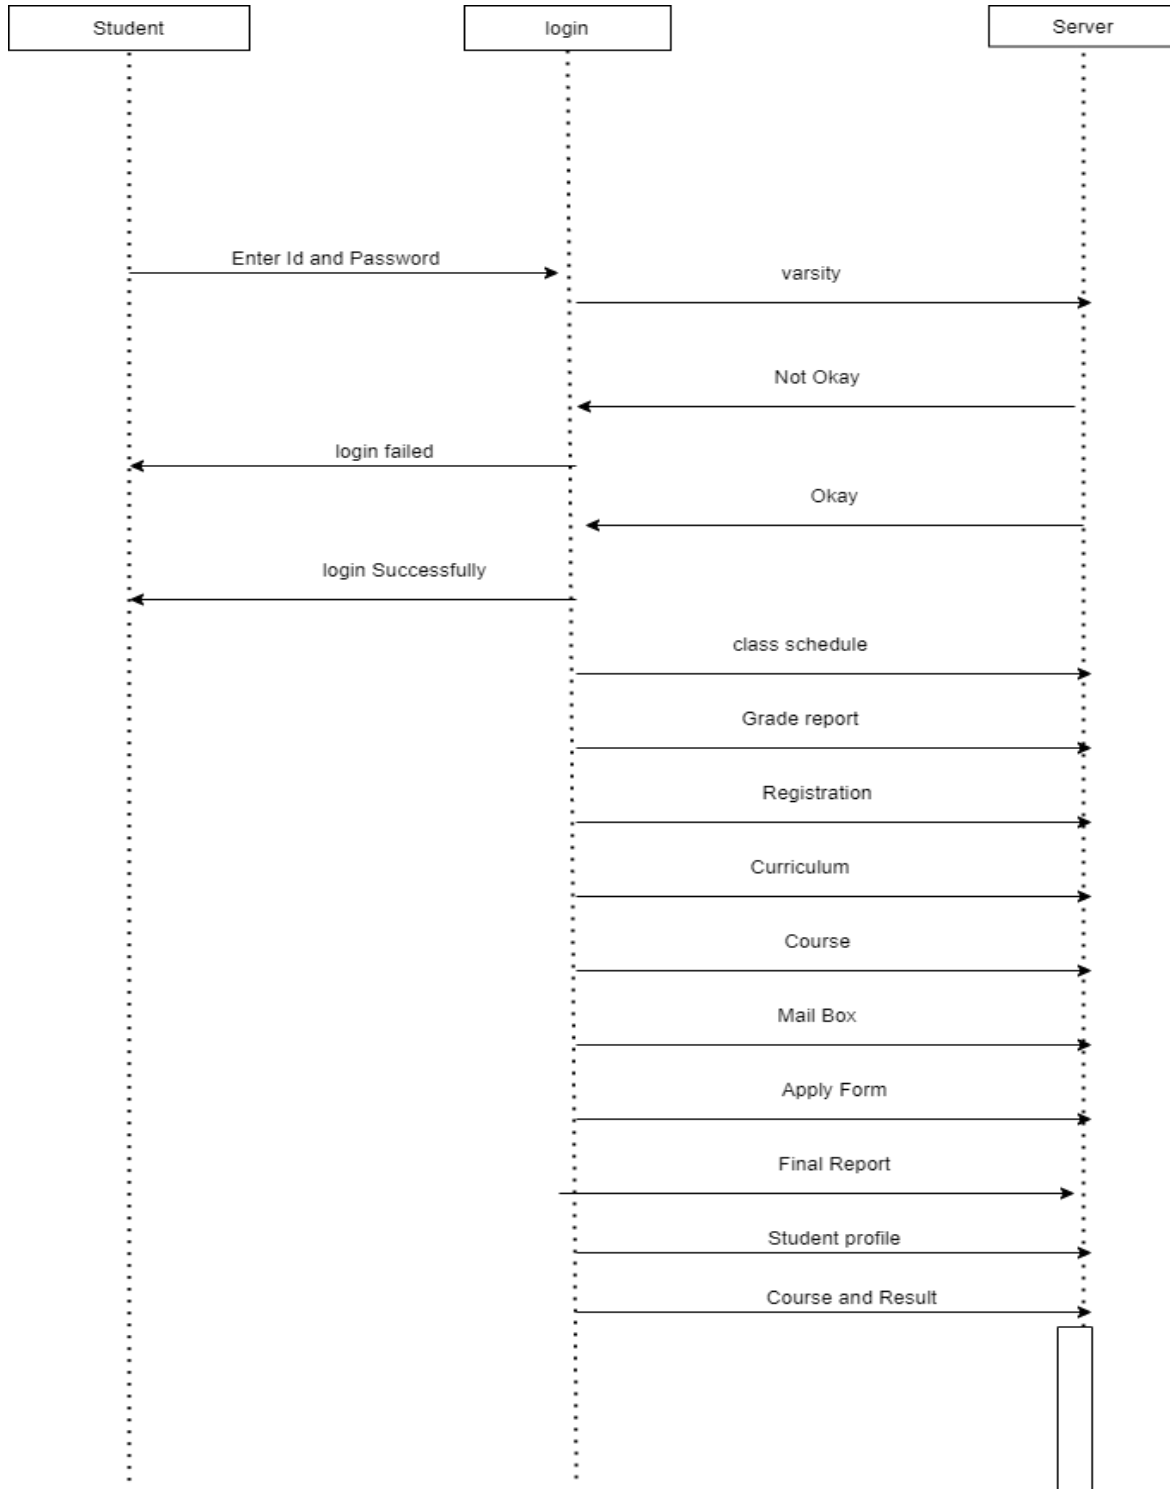 Student
login
Server
Enter Id and Password
varsity
Not Okay
login failed
Okay
login Successfully
class schedule
Grade report
Registration
Curriculum
Course
Mail Box
Apply Form
Final Report
Student profile
Course and Result